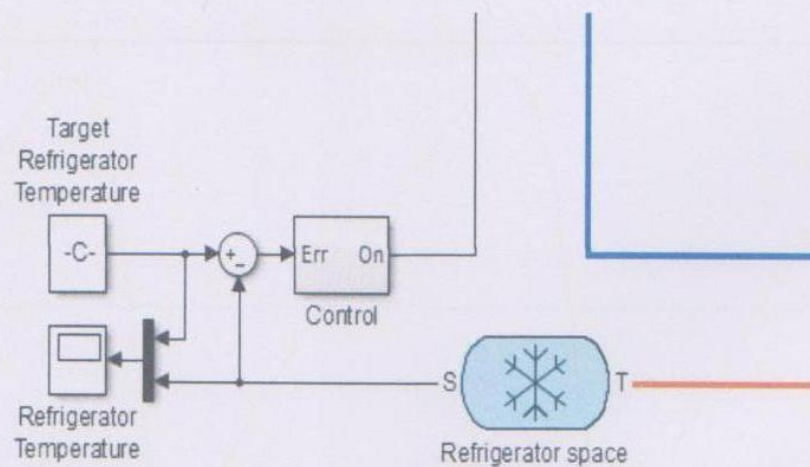 Target
Refrigerator
Temperature
-C-
+
-
Err On
Control
S T
Refrigerator
Temperature
Refrigerator space